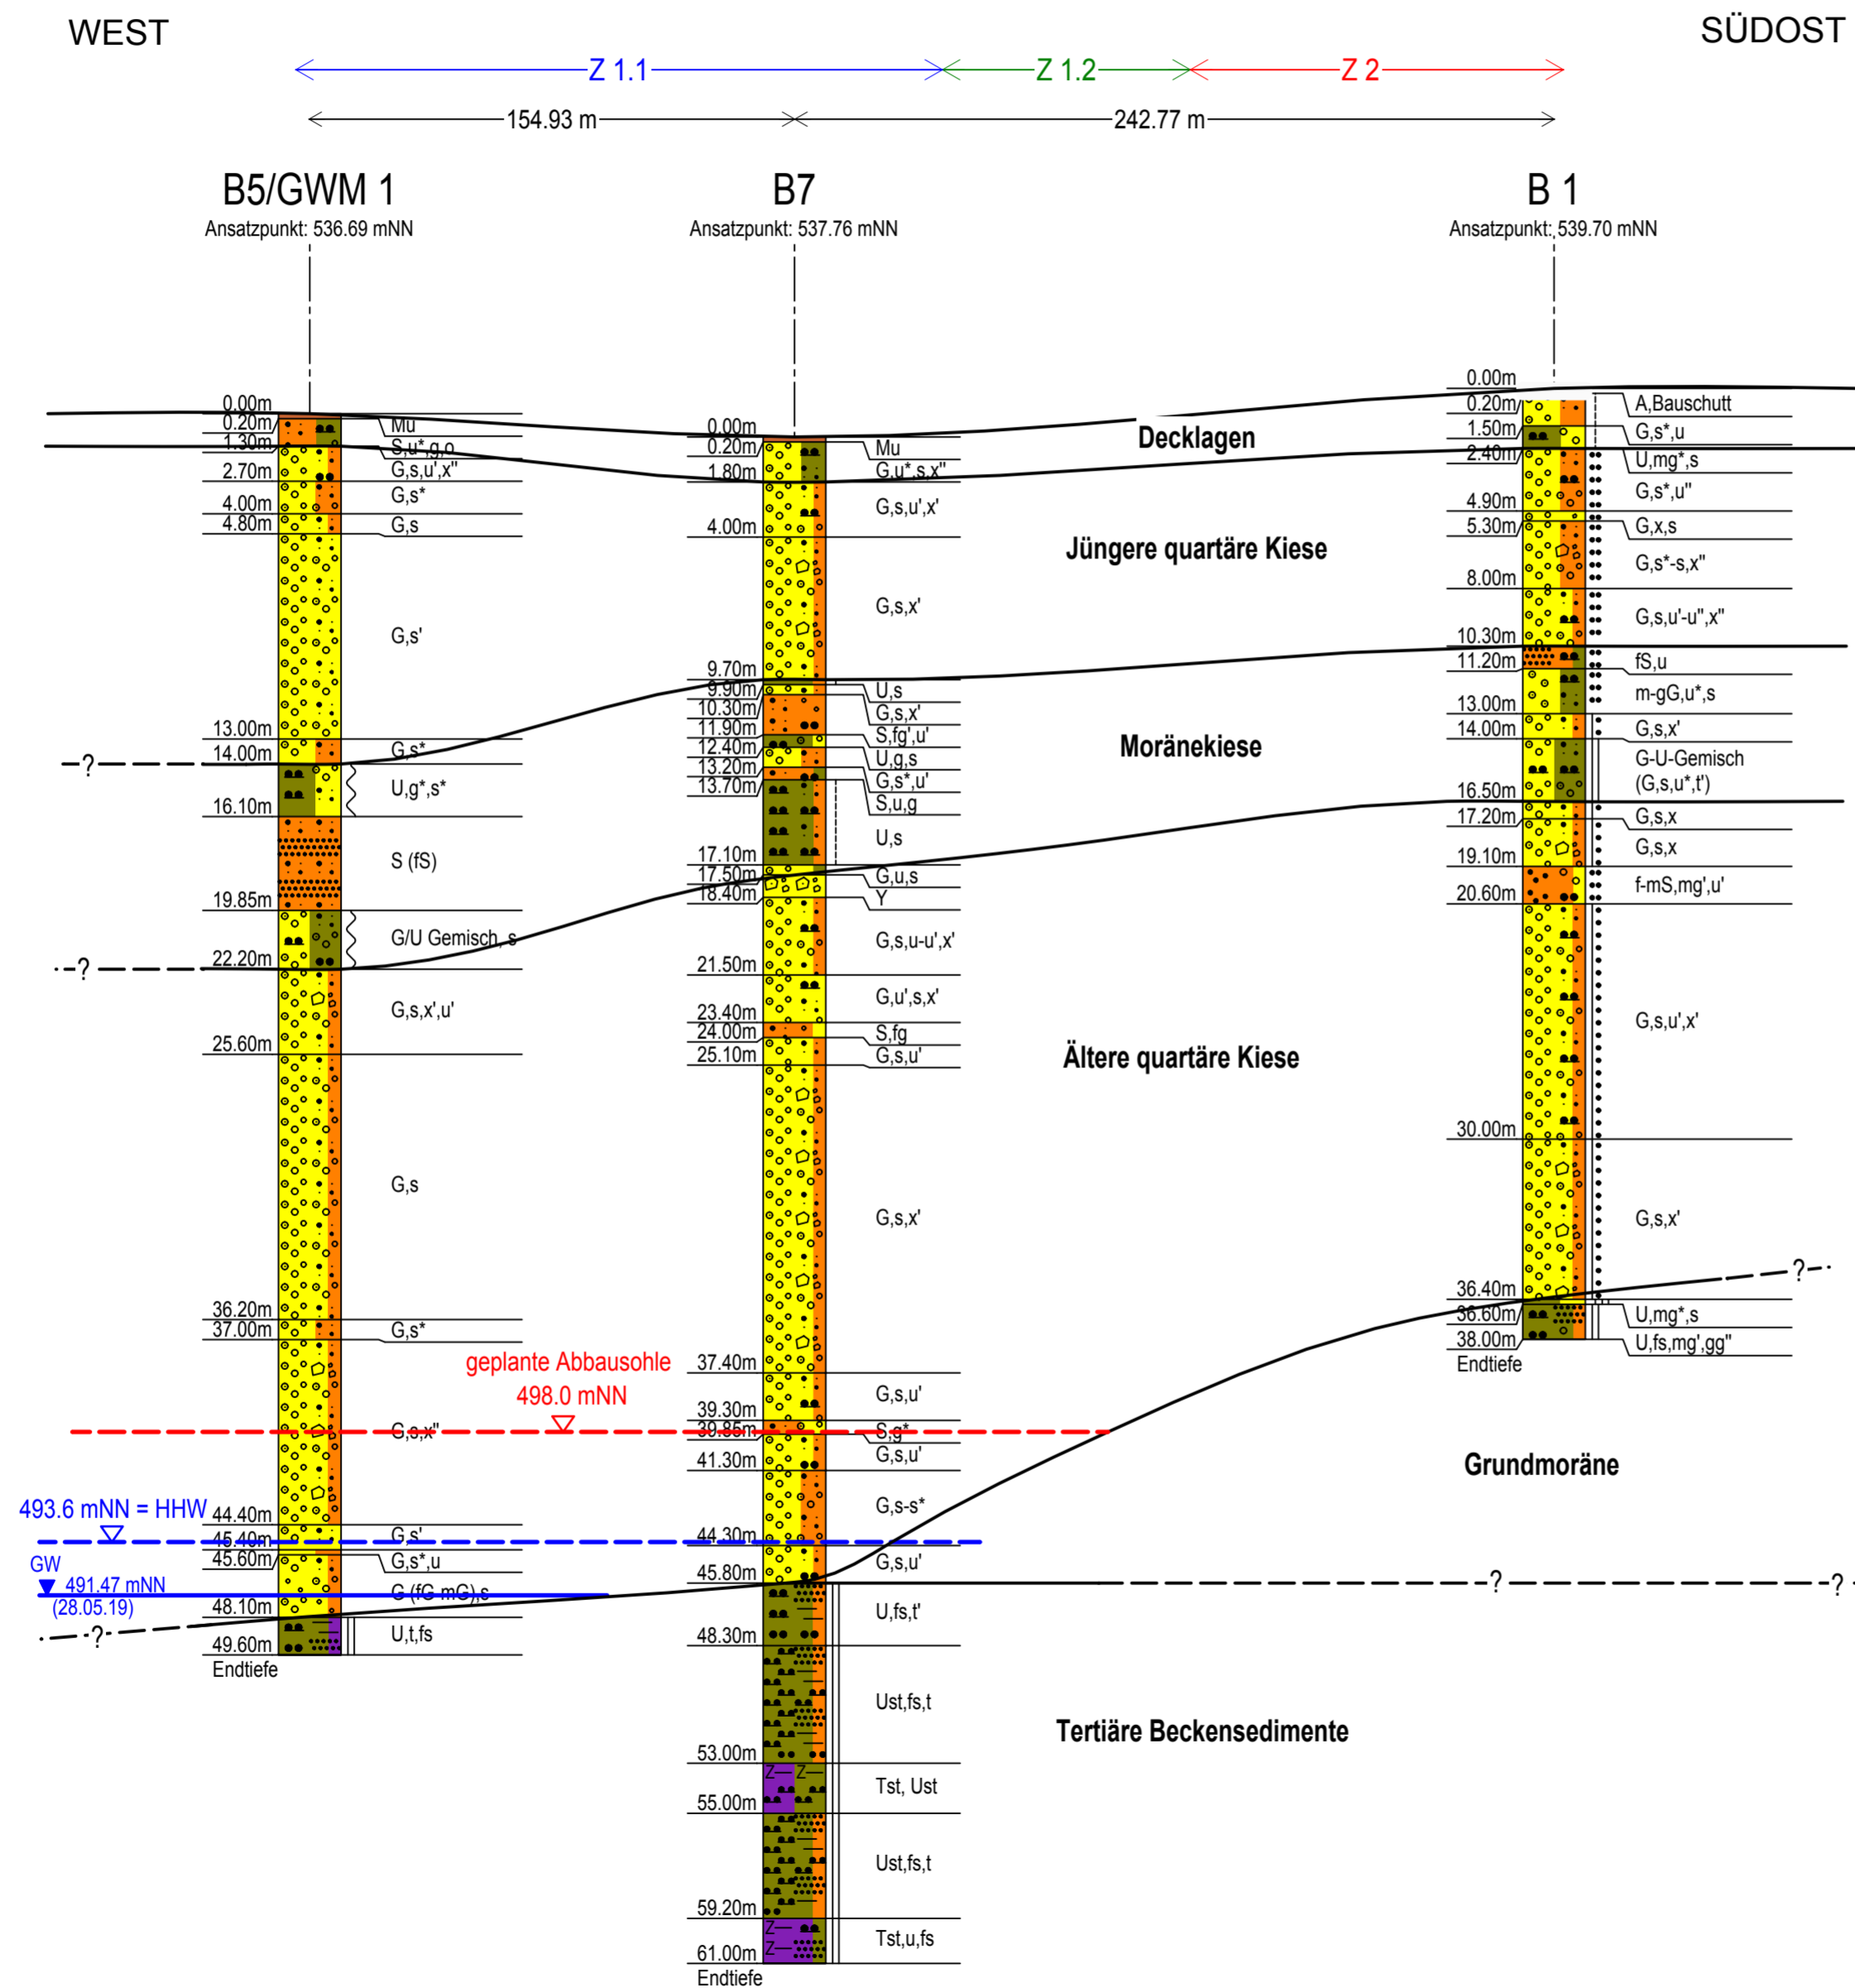 WEST
SÜDOST
Z 1.1
Z 1.2
Z 2
154.93 m
242.77 m
B5/GWM 1
Ansatzpunkt: 536.69 mNN
B7
Ansatzpunkt: 537.76 mNN
B 1
Ansatzpunkt: 539.70 mNN
0.00m
0.20m
Mu
1.30m
S,u*,g,o
2.70m
G,s,u',x"
4.00m
G,s*
4.80m
G,s
13.00m
G,s'
14.00m
G,s*
?
16.10m
U,g*,s*
19.85m
S (fS)
22.20m
G/U Gemisch, s
?
25.60m
G,s,x',u'
36.20m
G,s
37.00m
G,s*
44.40m
G,s,x"
45.40m
G,s'
45.60m
G,s*,u
48.10m
G (fG-mG),s
49.60m
U,t,fs
Endtiefe
?
geplante Abbausohle
498.0 mNN
493.6 mNN = HHW
GW
491.47 mNN
(28.05.19)
0.00m
0.20m
Mu
1.80m
G,u*,s,x"
4.00m
G,s,u',x'
9.70m
G,s,x'
9.90m
U,s
10.30m
G,s,x'
11.90m
S,fg',u'
12.40m
U,g,s
13.20m
G,s*,u'
13.70m
S,u,g
17.10m
U,s
17.50m
G,u,s
18.40m
Y
21.50m
G,s,u-u',x'
23.40m
G,u',s,x'
24.00m
S,fg
25.10m
G,s,u'
37.40m
G,s,x'
39.30m
G,s,u'
39.85m
S,g*
41.30m
G,s,u'
44.30m
G,s-s*
45.80m
G,s,u'
48.30m
U,fs,t'
53.00m
Ust,fs,t
55.00m
Tst, Ust
59.20m
Ust,fs,t
61.00m
Tst,u,fs
Endtiefe
Decklagen
Jüngere quartäre Kiese
Moränekiese
Ältere quartäre Kiese
Grundmoräne
Tertiäre Beckensedimente
0.00m
0.20m
A,Bauschutt
1.50m
G,s*,u
2.40m
U,mg*,s
4.90m
G,s*,u"
5.30m
G,x,s
8.00m
G,s*-s,x"
10.30m
G,s,u'-u",x"
11.20m
fS,u
13.00m
m-gG,u*,s
14.00m
G,s,x'
16.50m
G-U-Gemisch
(G,s,u*,t')
17.20m
G,s,x
19.10m
G,s,x
20.60m
f-mS,mg',u'
30.00m
G,s,u',x'
36.40m
G,s,x'
36.60m
U,mg*,s
38.00m
U,fs,mg',gg"
Endtiefe
?
?
?